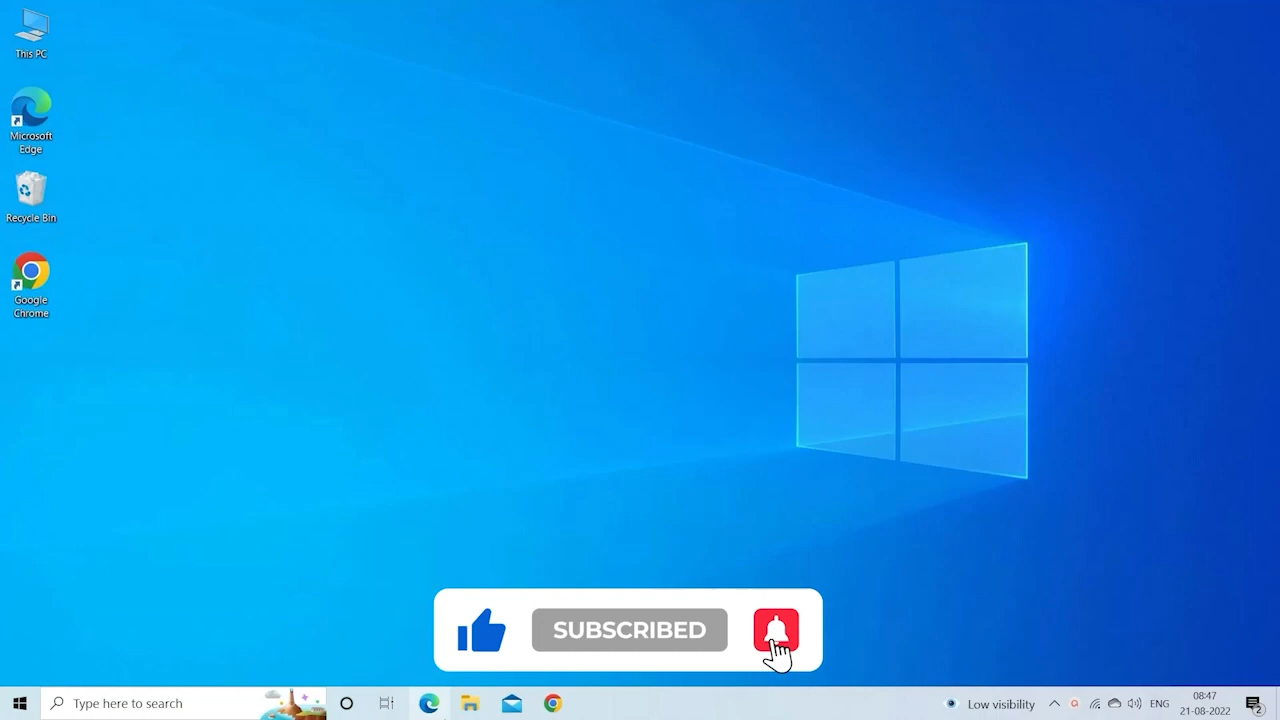 This PC
Microsoft
Edge
Recycle Bin
Google
Chrome
SUBSCRIBED
Type here to search
Low visibility
ENG
08:47
21-08-2022
2